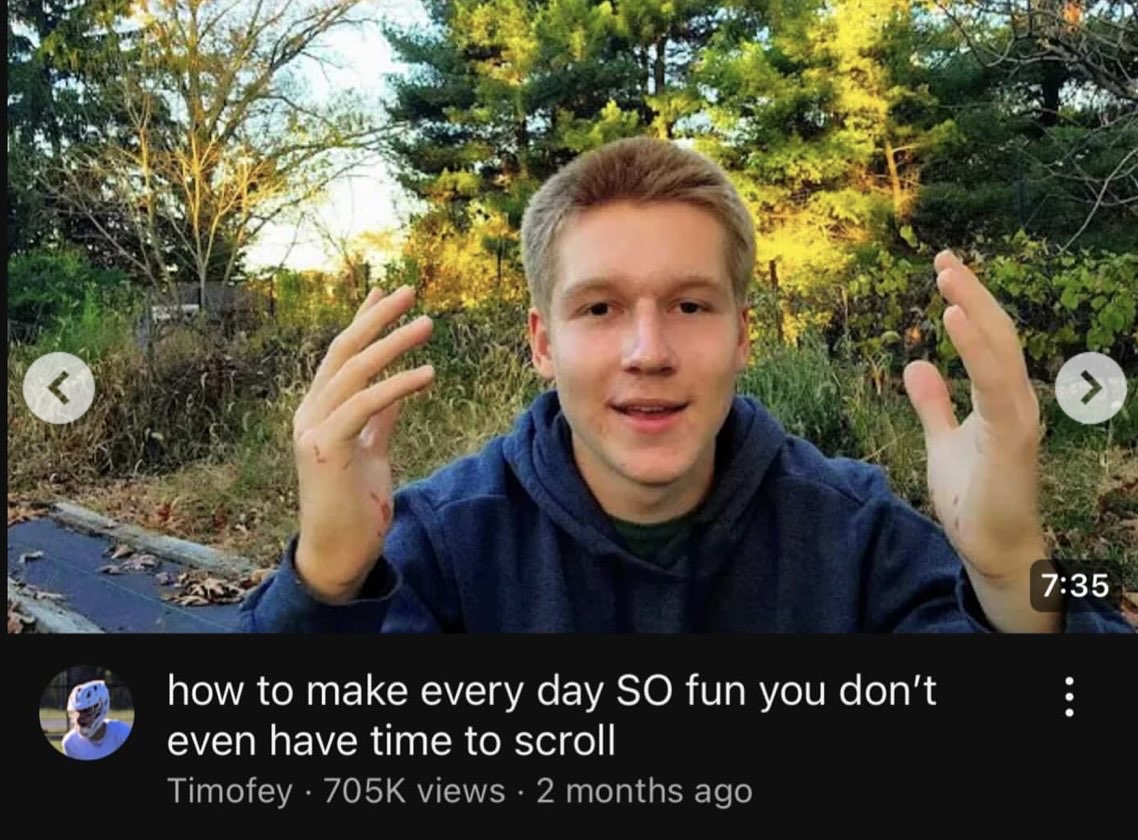 7:35
how to make every day SO fun you don’t
even have time to scroll
Timofey · 705K views · 2 months ago